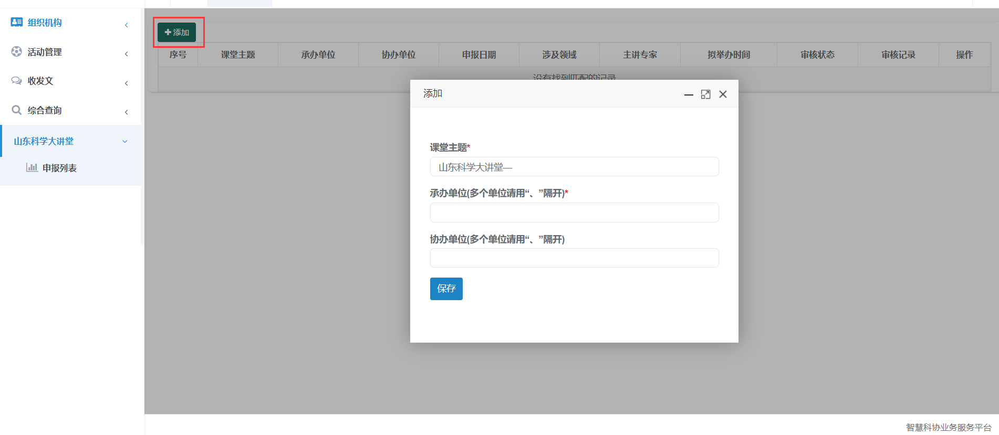 组织机构
活动管理
收发文
综合查询
山东科学大讲堂
申报列表
添加
序号 课堂主题 承办单位 协办单位 申报日期 涉及领域 主讲专家 拟举办时间 审核状态 审核记录 操作
没有找到匹配的记录
添加
课堂主题*
山东科学大讲堂—
承办单位(多个单位请用“、”隔开)*
协办单位(多个单位请用“、”隔开)
保存
智慧科协业务服务平台